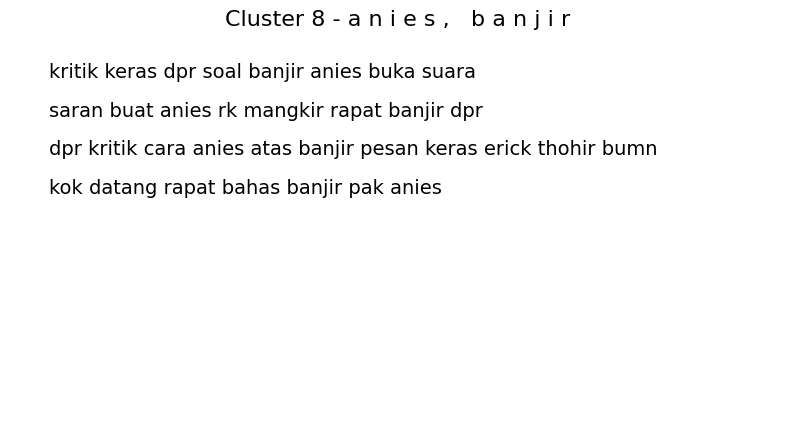 Cluster 8 - a n i e s ,   b a n j i r
kritik keras dpr soal banjir anies buka suara
saran buat anies rk mangkir rapat banjir dpr
dpr kritik cara anies atas banjir pesan keras erick thohir bumn
kok datang rapat bahas banjir pak anies